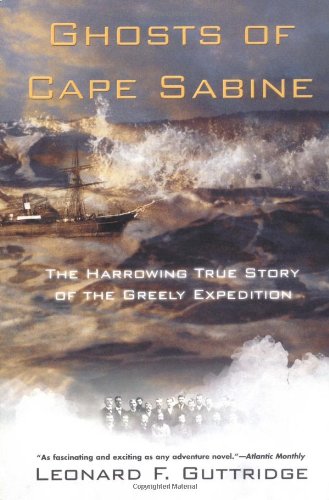 GHOSTS OF
CAPE SABINE
THE HARROWING TRUE STORY
OF THE GREELY EXPEDITION
"As fascinating and exciting as any adventure novel."—Atlantic Monthly
LEONARD F. GUTTRIDGE